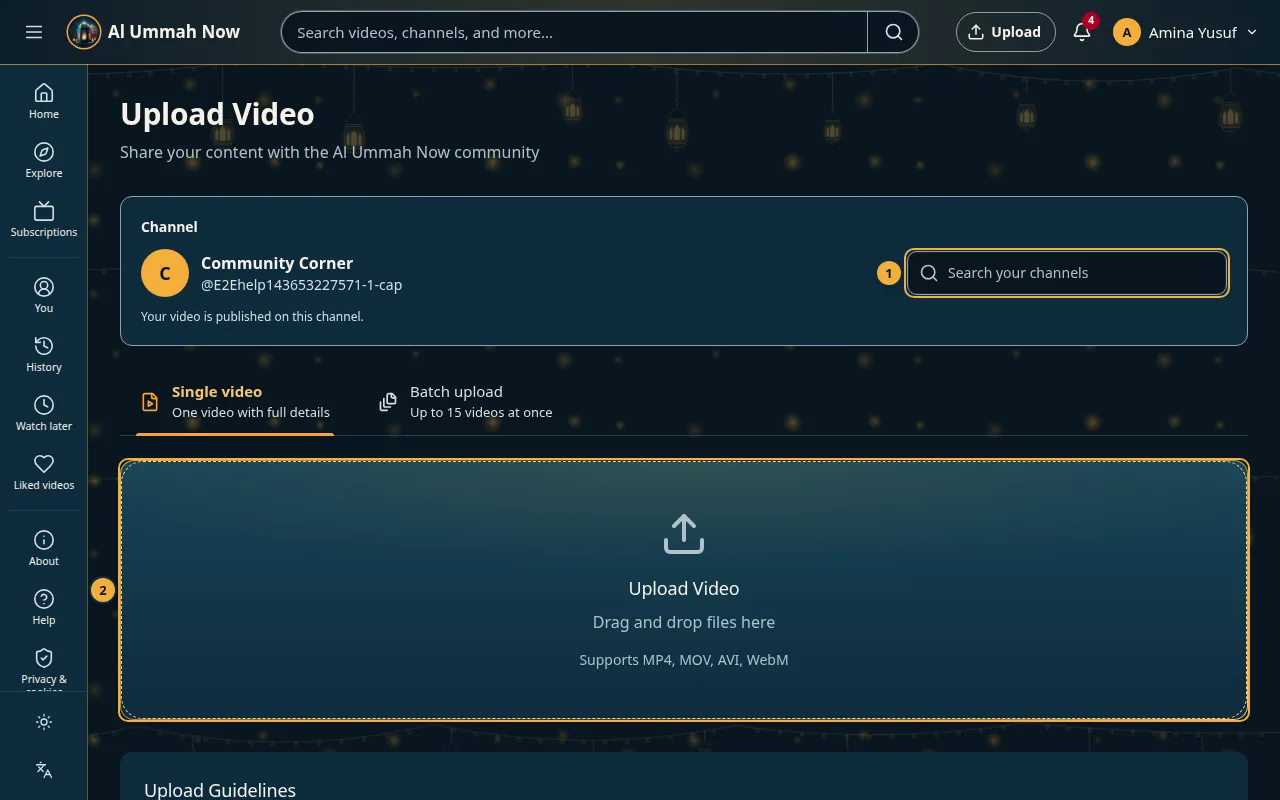 Al Ummah Now
Search videos, channels, and more...
Upload
4
A
Amina Yusuf
Home
Explore
Subscriptions
You
History
Watch later
Liked videos
About
Help
Privacy &
cookies
Upload Video
Share your content with the Al Ummah Now community
Channel
C
Community Corner
@E2Ehelp143653227571-1-cap
Your video is published on this channel.
1
Search your channels
Single video
One video with full details
Batch upload
Up to 15 videos at once
2
Upload Video
Drag and drop files here
Supports MP4, MOV, AVI, WebM
Upload Guidelines